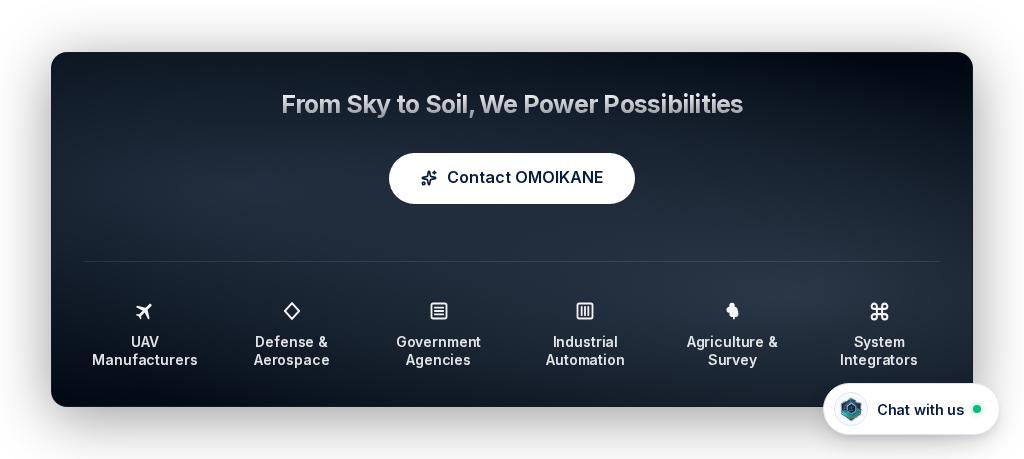 From Sky to Soil, We Power Possibilities
Contact OMOIKANE
UAV
Manufacturers
Defense &
Aerospace
Government
Agencies
Industrial
Automation
Agriculture &
Survey
System
Integrators
Chat with us